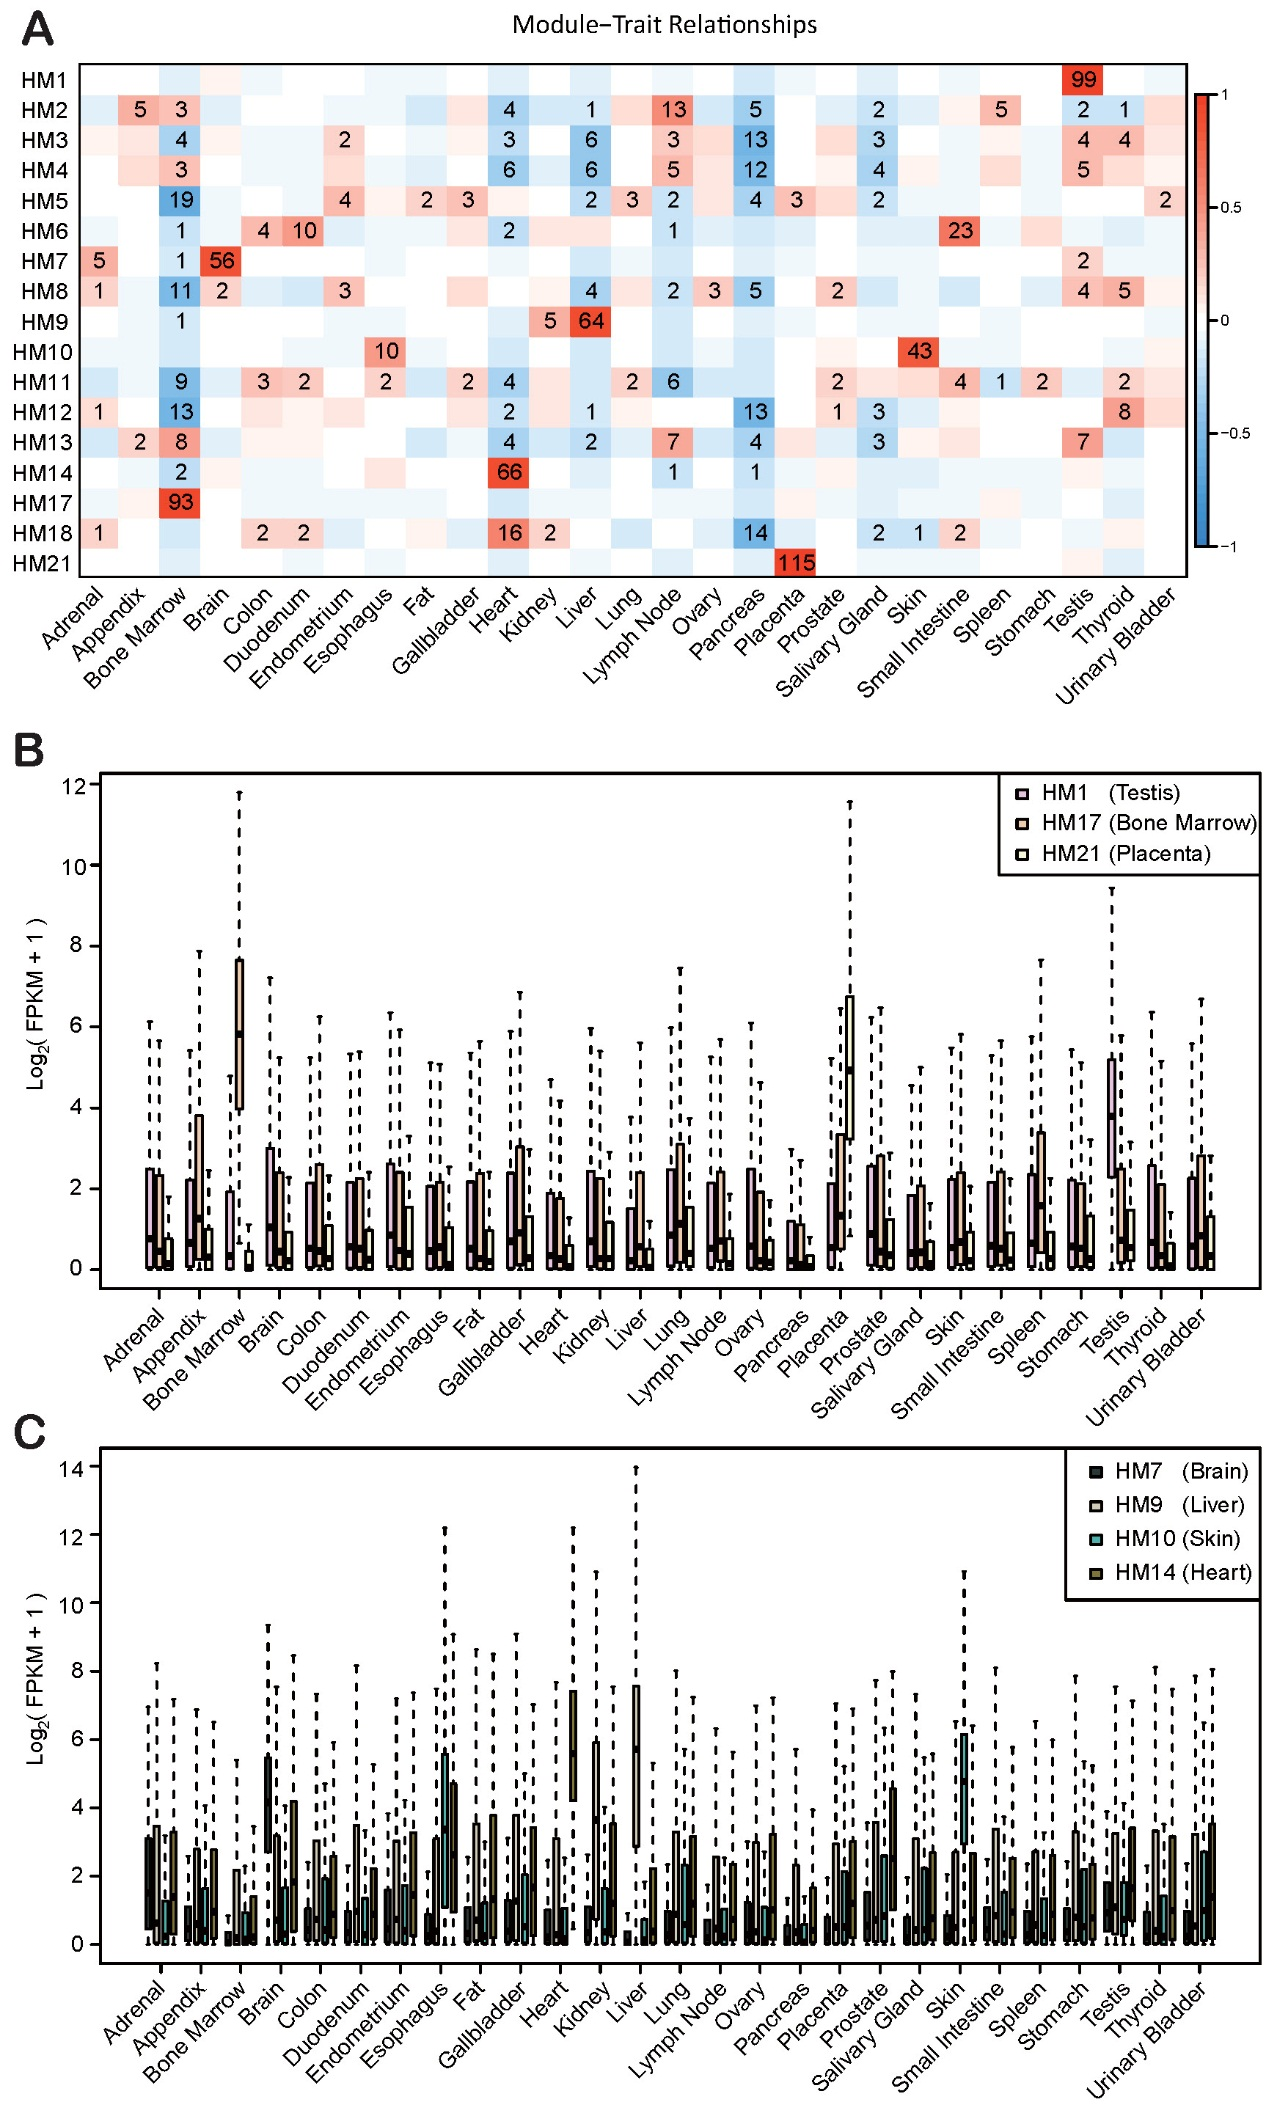 A
Module–Trait Relationships
HM1 99
HM2 5 3 4 1 13 5 2 5 2 1
HM3 4 2 3 6 3 13 3 4 4
HM4 3 6 6 5 12 4 5
HM5 19 4 2 3 2 3 2 4 3 2 2
HM6 1 4 10 2 1 23
HM7 5 1 56 2
HM8 1 11 2 3 4 2 3 5 2 4 5
HM9 1 5 64
HM10 10 43
HM11 9 3 2 2 2 4 2 6 2 4 1 2 2
HM12 1 13 2 1 13 1 3 8
HM13 2 8 4 2 7 4 3 7
HM14 2 66 1 1
HM17 93
HM18 1 2 2 16 2 14 2 1 2
HM21 115
1
0.5
0
−0.5
−1
Adrenal Appendix Bone Marrow Brain Colon Duodenum Endometrium Esophagus Fat Gallbladder Heart Kidney Liver Lung Lymph Node Ovary Pancreas Placenta Prostate Salivary Gland Skin Small Intestine Spleen Stomach Testis Thyroid Urinary Bladder
B
Log2( FPKM + 1 )
12
10
8
6
4
2
0
HM1 (Testis)
HM17 (Bone Marrow)
HM21 (Placenta)
Adrenal Appendix Bone Marrow Brain Colon Duodenum Endometrium Esophagus Fat Gallbladder Heart Kidney Liver Lung Lymph Node Ovary Pancreas Placenta Prostate Salivary Gland Skin Small Intestine Spleen Stomach Testis Thyroid Urinary Bladder
C
Log2( FPKM + 1 )
14
12
10
8
6
4
2
0
HM7 (Brain)
HM9 (Liver)
HM10 (Skin)
HM14 (Heart)
Adrenal Appendix Bone Marrow Brain Colon Duodenum Endometrium Esophagus Fat Gallbladder Heart Kidney Liver Lung Lymph Node Ovary Pancreas Placenta Prostate Salivary Gland Skin Small Intestine Spleen Stomach Testis Thyroid Urinary Bladder